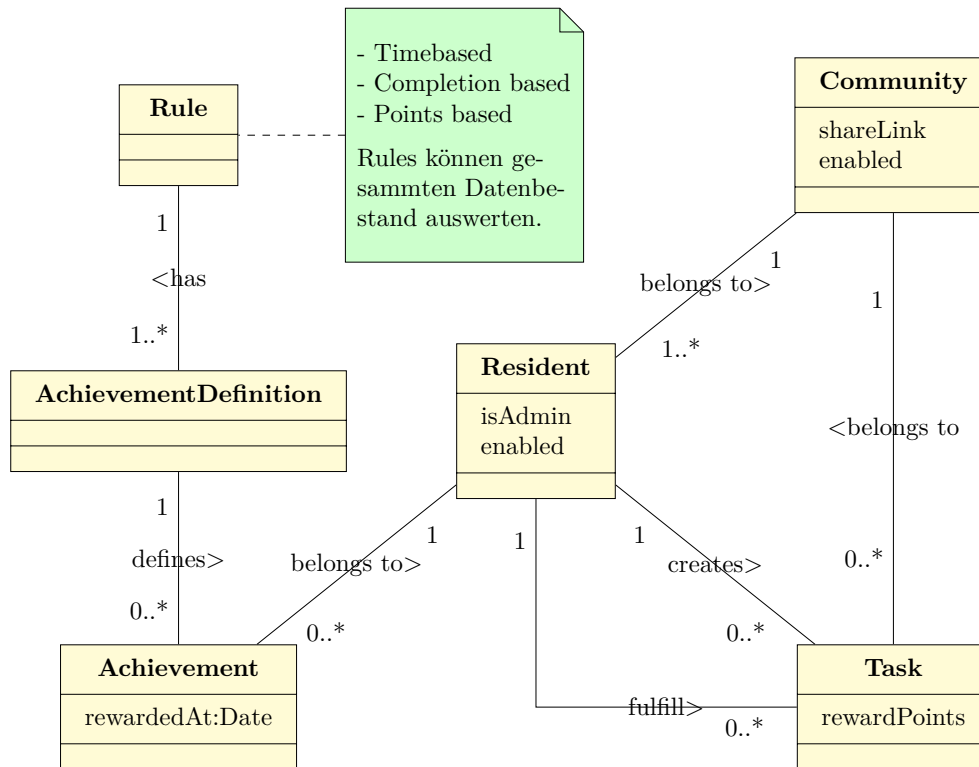 - Timebased
- Completion based
- Points based
Rules können ge-
sammten Datenbe-
stand auswerten.
Rule
Community
shareLink
enabled
1
<has
1..*
1
belongs to>
1..*
1
<belongs to
0..*
AchievementDefinition
Resident
isAdmin
enabled
1
defines>
0..*
1
belongs to>
0..*
1
1
creates>
0..*
fulfill>
0..*
Achievement
rewardedAt:Date
Task
rewardPoints